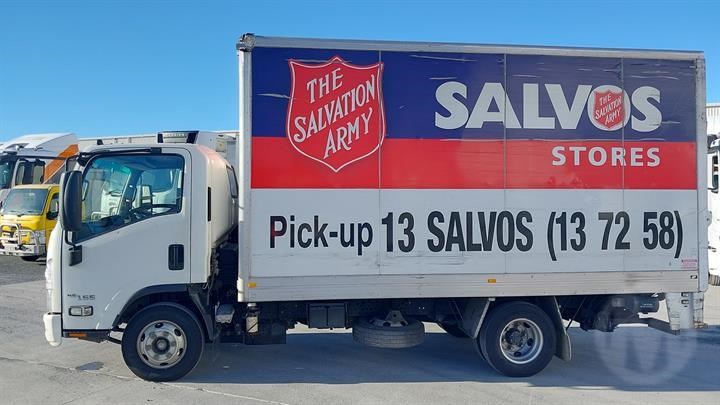 THE
SALVATION
ARMY
SALVOS
THE
SALVATION
ARMY
STORES
Pick-up 13 SALVOS (13 72 58)